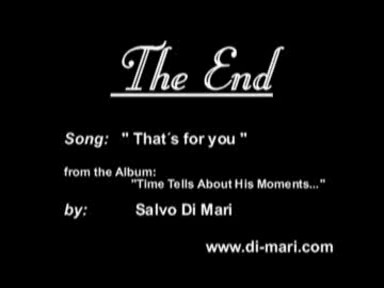 The End
Song: " That´s for you "
from the Album:
"Time Tells About His Moments..."
by: Salvo Di Mari
www.di-mari.com